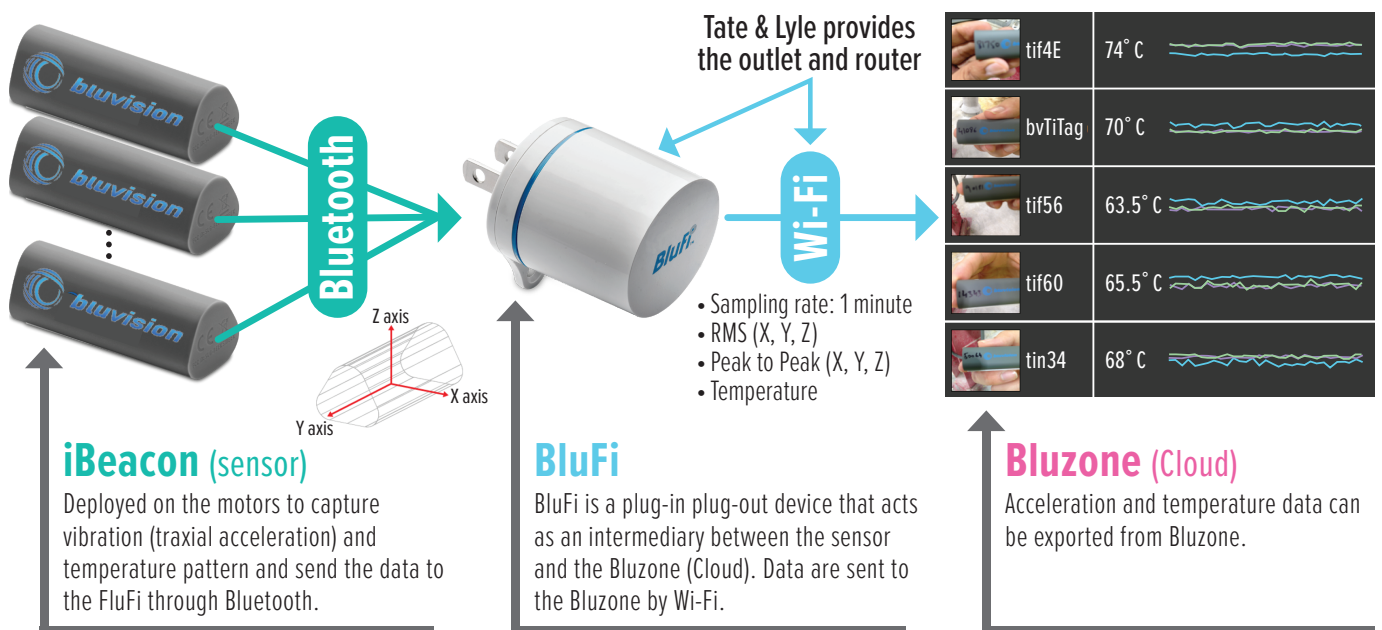 Tate & Lyle provides
the outlet and router
bluvision
bluvision
bluvision
Bluetooth
BluFi
Wi-Fi
tif4E
74° C
bvTiTag
70° C
tif56
63.5° C
tif60
65.5° C
tin34
68° C
• Sampling rate: 1 minute
• RMS (X, Y, Z)
• Peak to Peak (X, Y, Z)
• Temperature
Z axis
X axis
Y axis
iBeacon (sensor)
Deployed on the motors to capture
vibration (traxial acceleration) and
temperature pattern and send the data to
the FluFi through Bluetooth.
BluFi
BluFi is a plug-in plug-out device that acts
as an intermediary between the sensor
and the Bluzone (Cloud). Data are sent to
the Bluzone by Wi-Fi.
Bluzone (Cloud)
Acceleration and temperature data can
be exported from Bluzone.